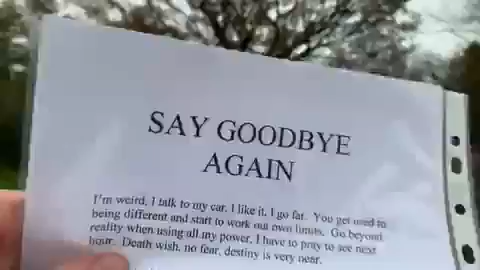 SAY GOODBYE
AGAIN
I'm weird, I talk to my car, I like it, I go far. You get used to
being different and start to work out own limits. Go beyond
reality when using all my power, I have to pray to see next
hour. Death wish, no fear, destiny is very near.